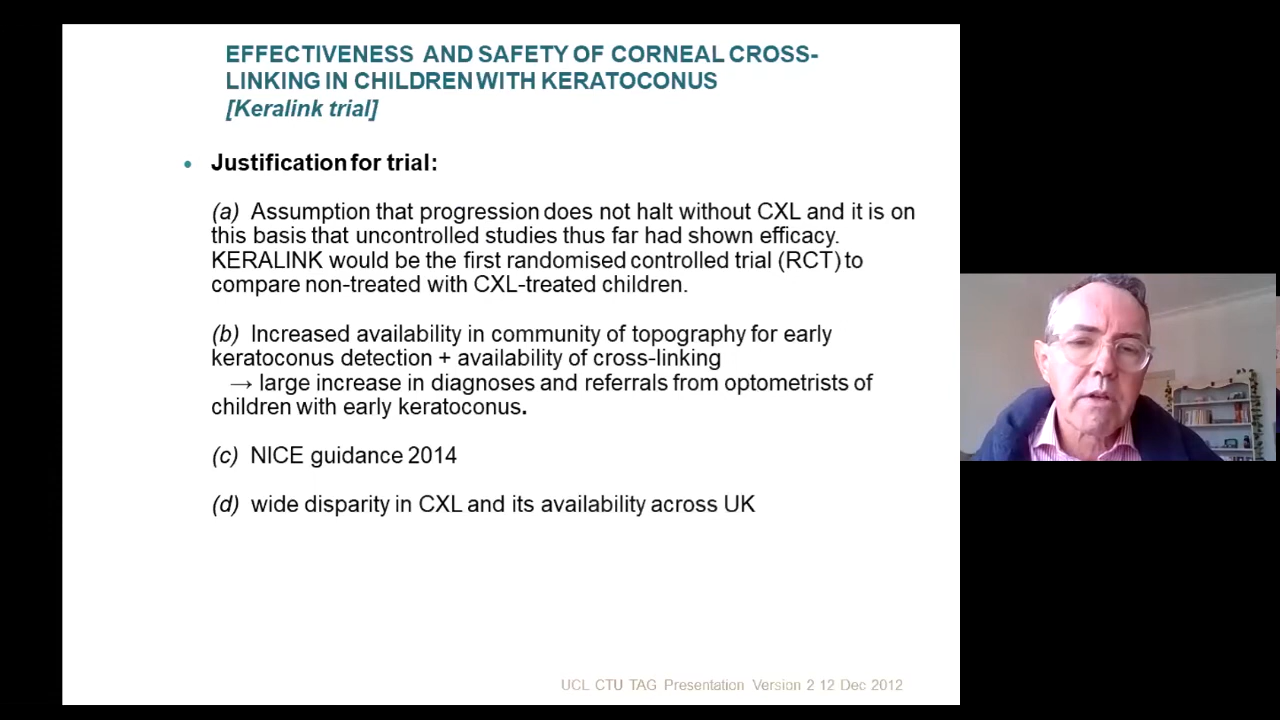 EFFECTIVENESS AND SAFETY OF CORNEAL CROSS-
LINKING IN CHILDREN WITH KERATOCONUS
[Keralink trial]
• Justification for trial:
(a) Assumption that progression does not halt without CXL and it is on
this basis that uncontrolled studies thus far had shown efficacy.
KERALINK would be the first randomised controlled trial (RCT) to
compare non-treated with CXL-treated children.
(b) Increased availability in community of topography for early
keratoconus detection + availability of cross-linking
→ large increase in diagnoses and referrals from optometrists of
children with early keratoconus.
(c) NICE guidance 2014
(d) wide disparity in CXL and its availability across UK
UCL CTU TAG Presentation Version 2 12 Dec 2012